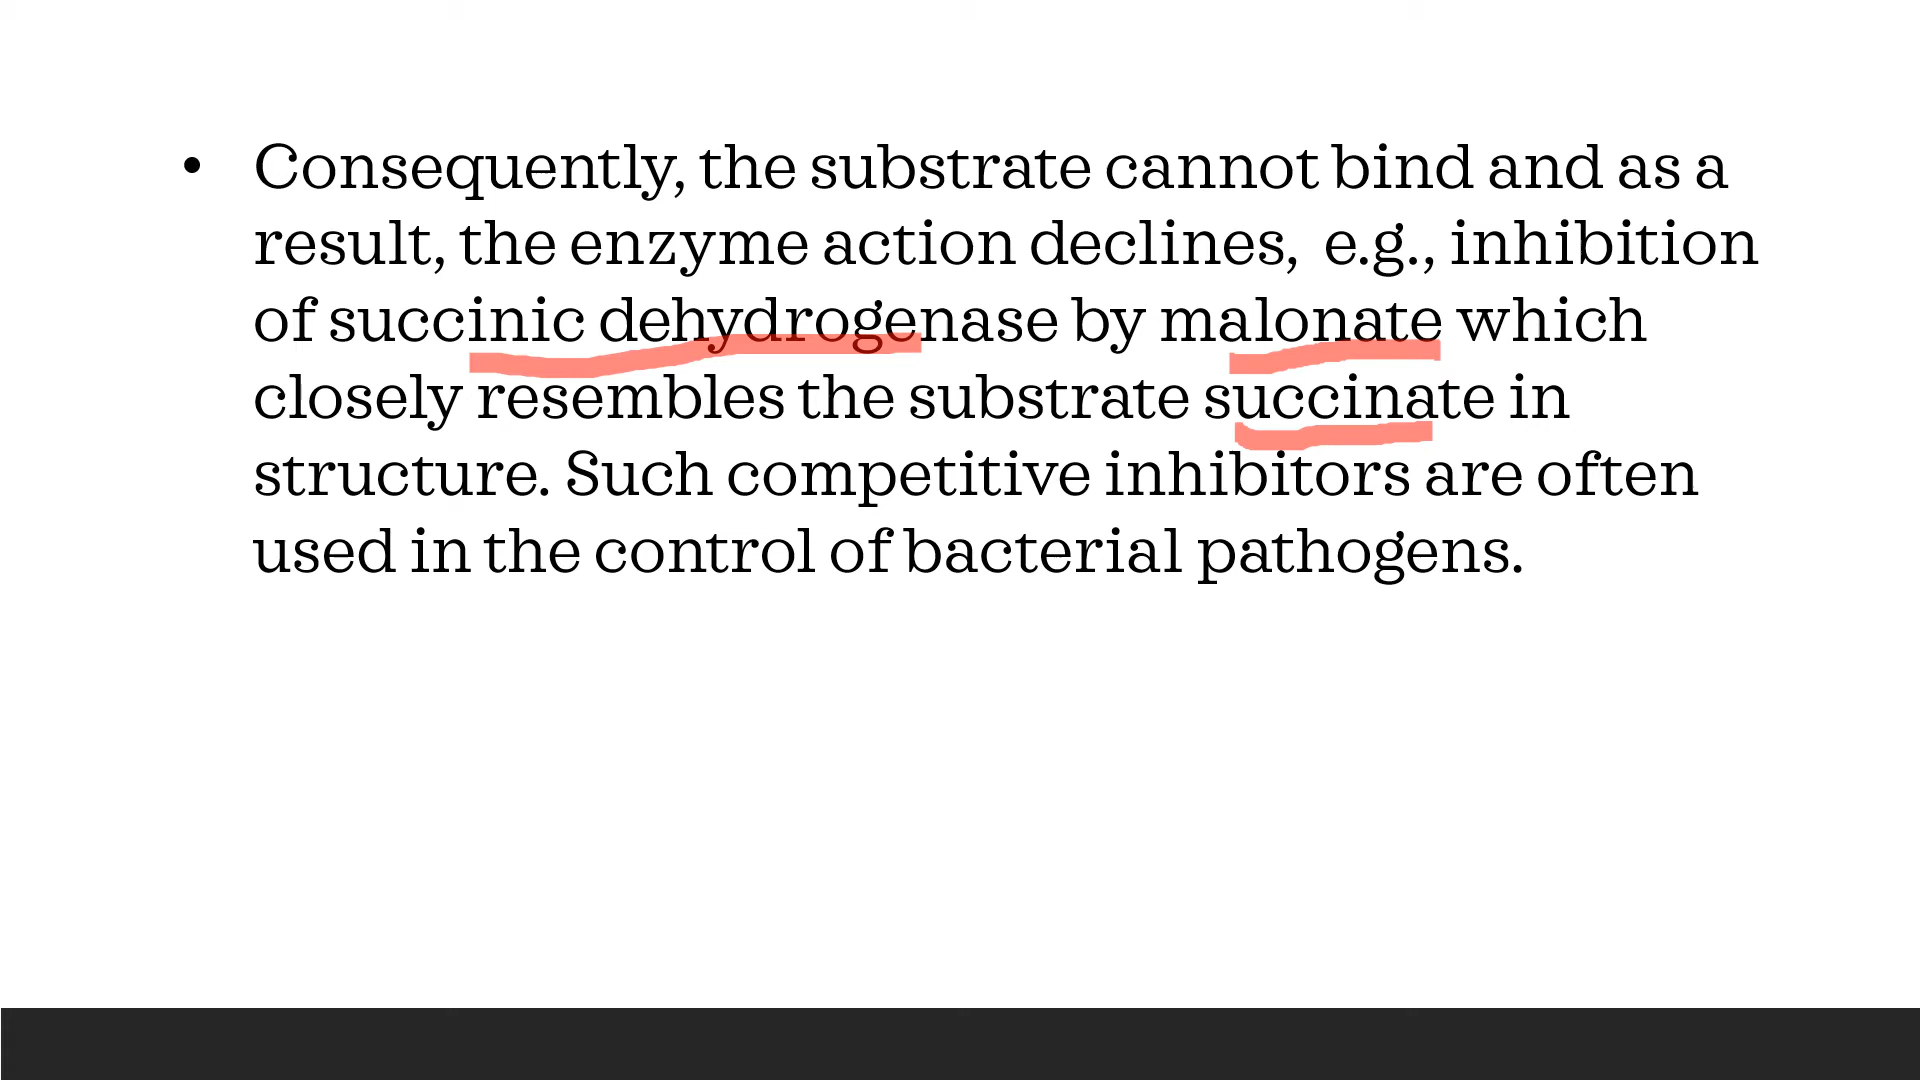 • Consequently, the substrate cannot bind and as a
result, the enzyme action declines,  e.g., inhibition
of succinic dehydrogenase by malonate which
closely resembles the substrate succinate in
structure. Such competitive inhibitors are often
used in the control of bacterial pathogens.